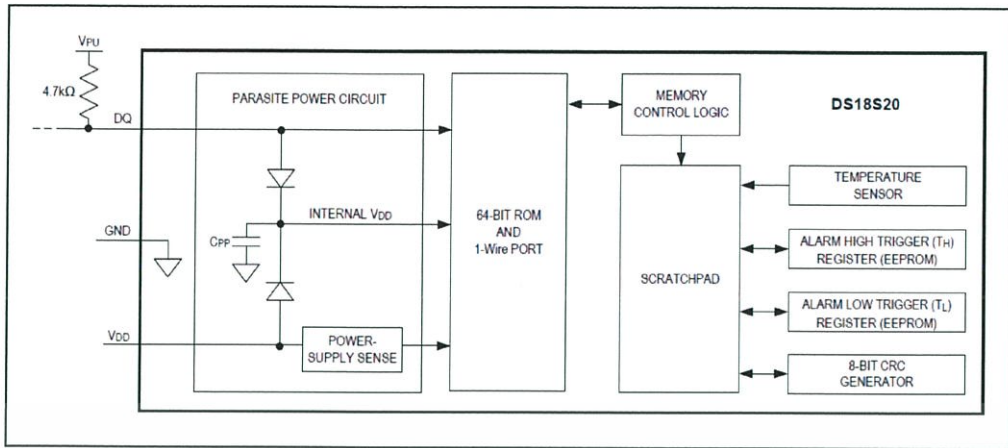 VPU
4.7kΩ
DQ
GND
VDD
PARASITE POWER CIRCUIT
INTERNAL VDD
CPP
POWER-
SUPPLY SENSE
64-BIT ROM
AND
1-Wire PORT
MEMORY
CONTROL LOGIC
DS18S20
SCRATCHPAD
TEMPERATURE
SENSOR
ALARM HIGH TRIGGER (TH)
REGISTER (EEPROM)
ALARM LOW TRIGGER (TL)
REGISTER (EEPROM)
8-BIT CRC
GENERATOR